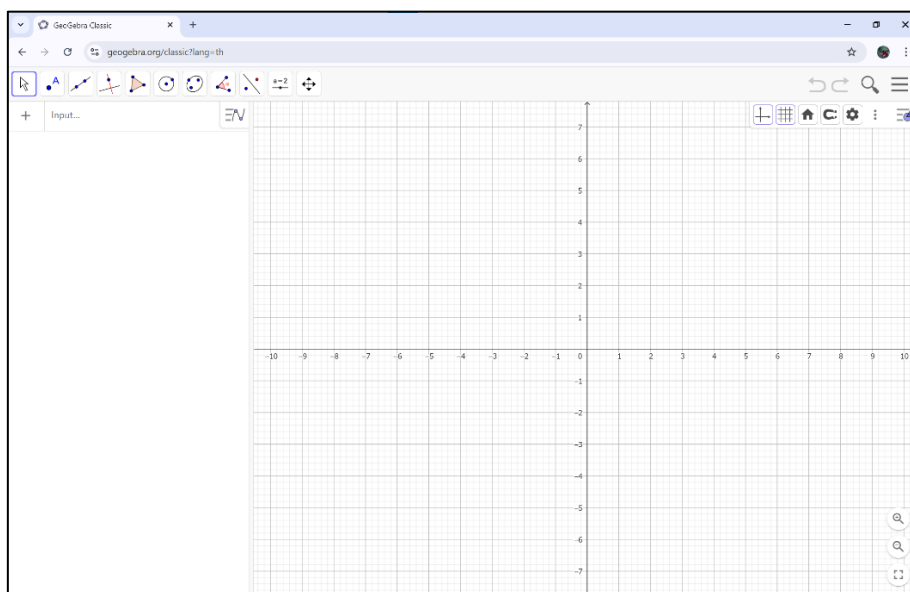 GeoGebra Classic
geogebra.org/classic?lang=th
A
a=2
Input...
7
6
5
4
3
2
1
−10 −9 −8 −7 −6 −5 −4 −3 −2 −1 0 1 2 3 4 5 6 7 8 9 10
−1
−2
−3
−4
−5
−6
−7